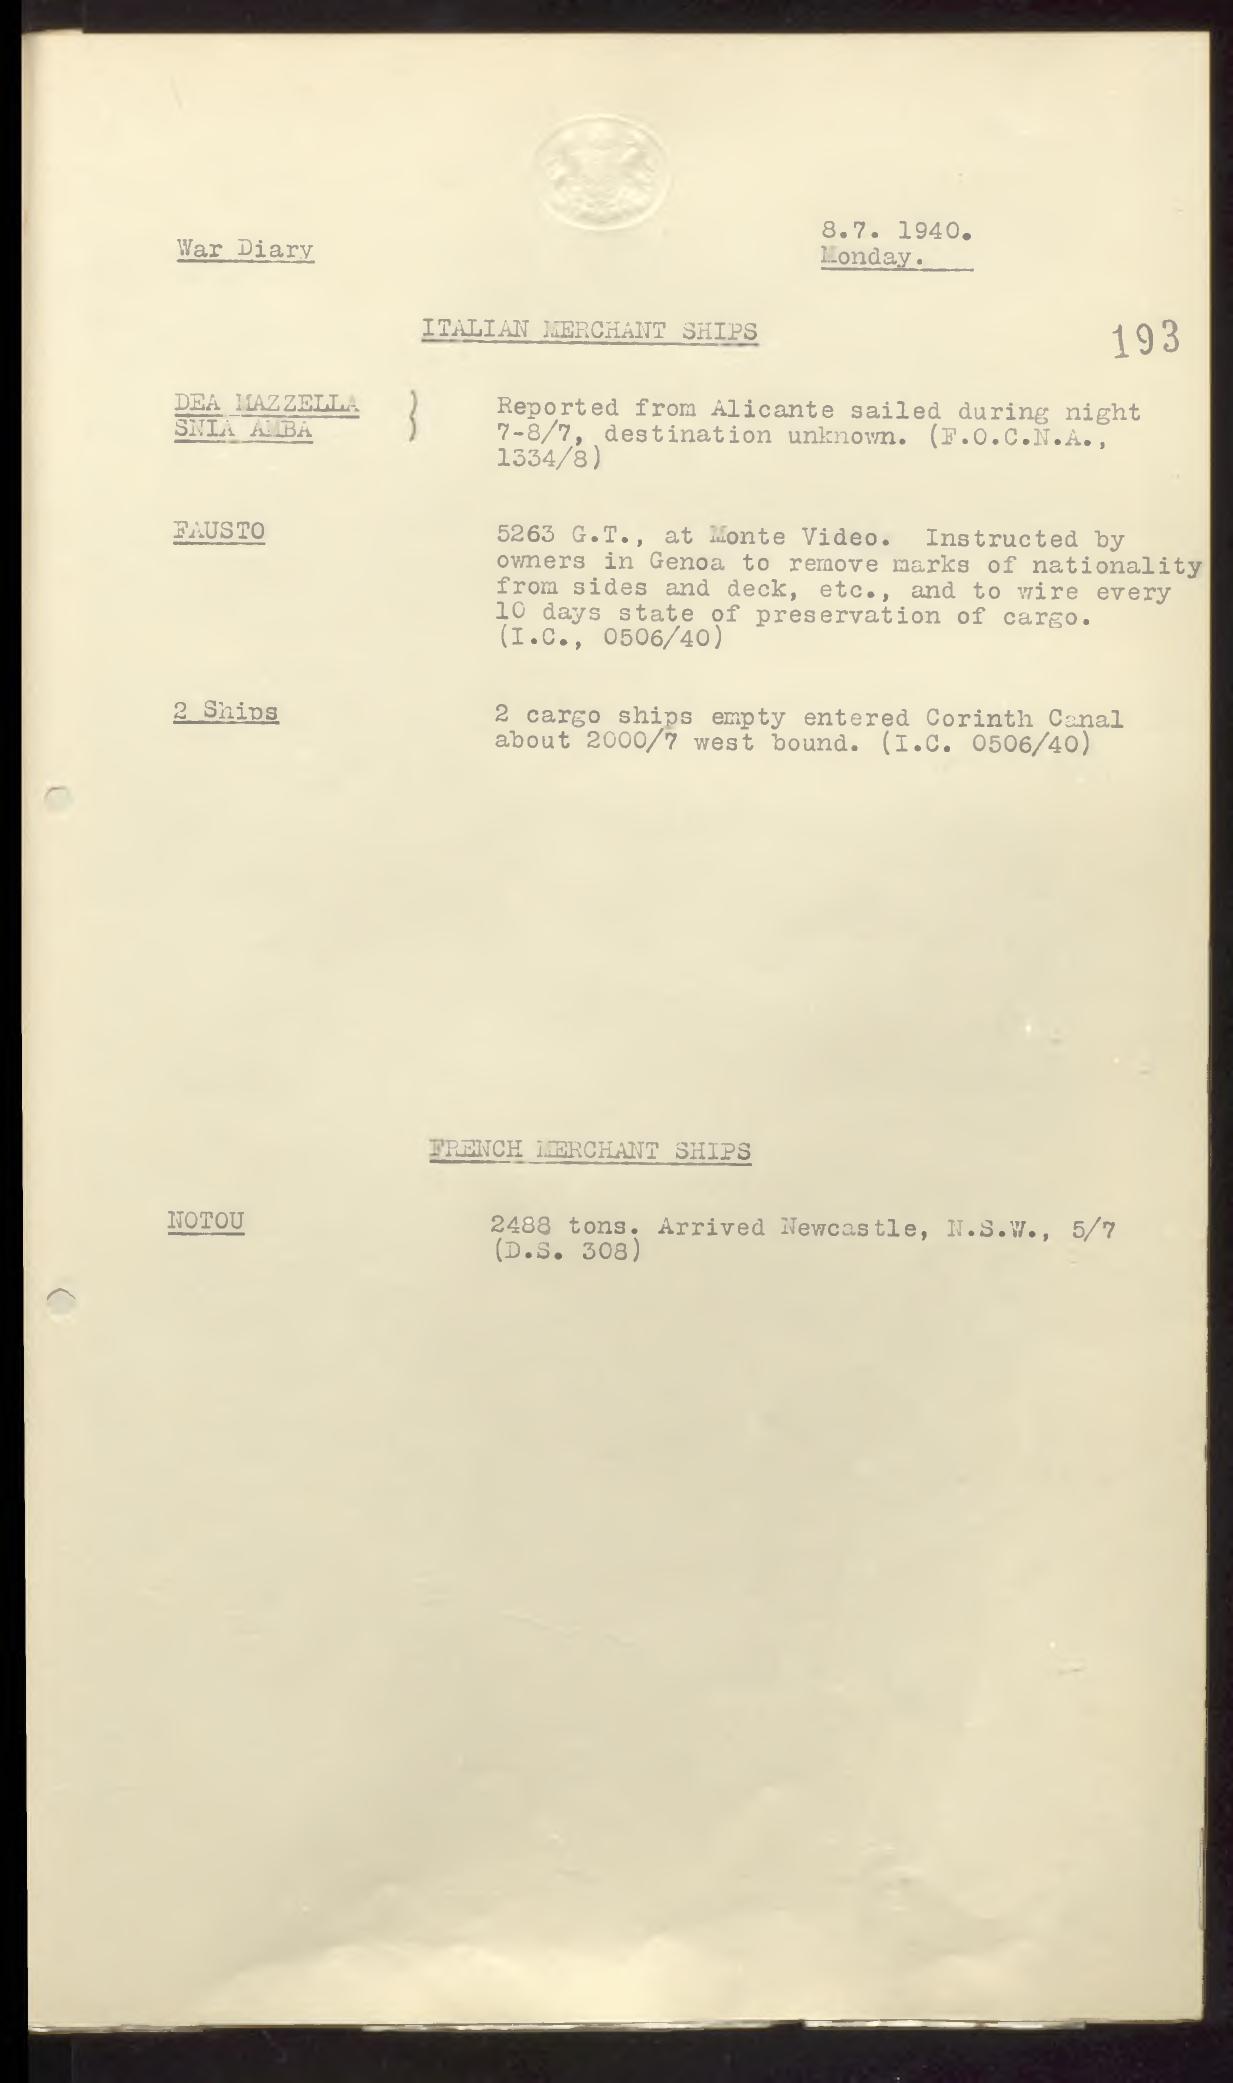 War Diary
8.7. 1940.
Monday.
ITALIAN MERCHANT SHIPS
193
DEA MAZZELLA
SNIA AMBA
}
Reported from Alicante sailed during night
7-8/7, destination unknown. (F.O.C.N.A.,
1334/8)
FAUSTO
5263 G.T., at Monte Video. Instructed by
owners in Genoa to remove marks of nationality
from sides and deck, etc., and to wire every
10 days state of preservation of cargo.
(I.C., 0506/40)
2 Ships
2 cargo ships empty entered Corinth Canal
about 2000/7 west bound. (I.C. 0506/40)
FRENCH MERCHANT SHIPS
NOTOU
2488 tons. Arrived Newcastle, N.S.W., 5/7
(D.S. 308)